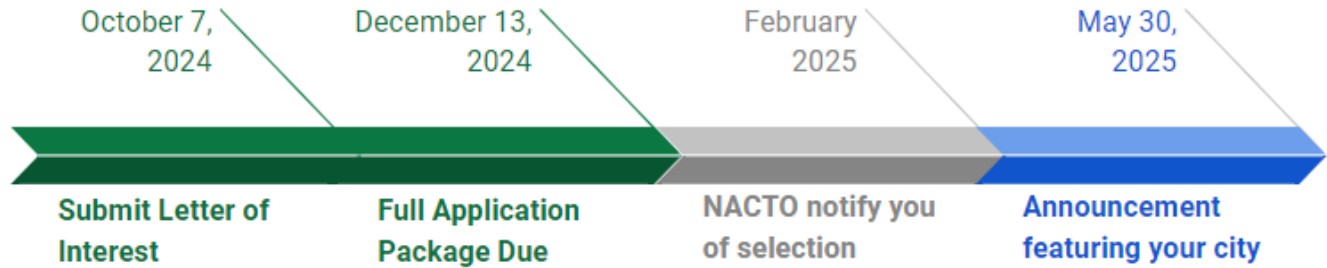 October 7,
2024
December 13,
2024
February
2025
May 30,
2025
Submit Letter of
Interest
Full Application
Package Due
NACTO notify you
of selection
Announcement
featuring your city